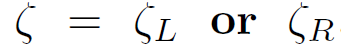 ζ = ζ_L or ζ_R